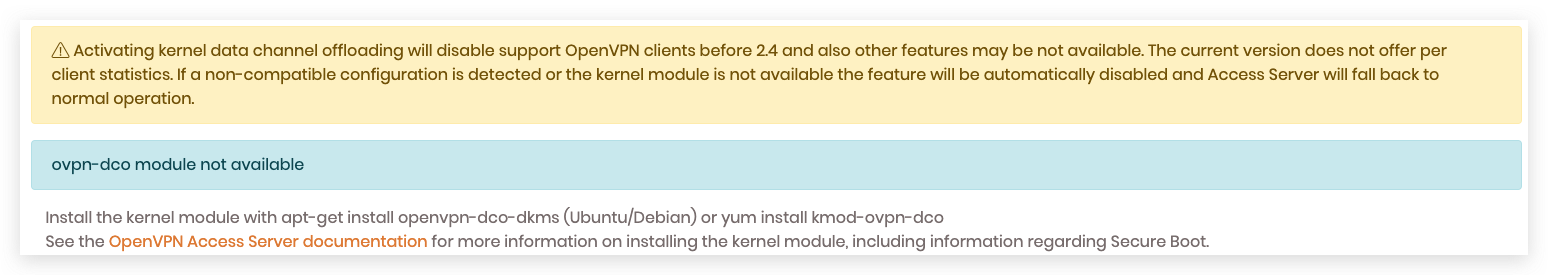 ⚠ Activating kernel data channel offloading will disable support OpenVPN clients before 2.4 and also other features may be not available. The current version does not offer per
client statistics. If a non-compatible configuration is detected or the kernel module is not available the feature will be automatically disabled and Access Server will fall back to
normal operation.
ovpn-dco module not available
Install the kernel module with apt-get install openvpn-dco-dkms (Ubuntu/Debian) or yum install kmod-ovpn-dco
See the OpenVPN Access Server documentation for more information on installing the kernel module, including information regarding Secure Boot.